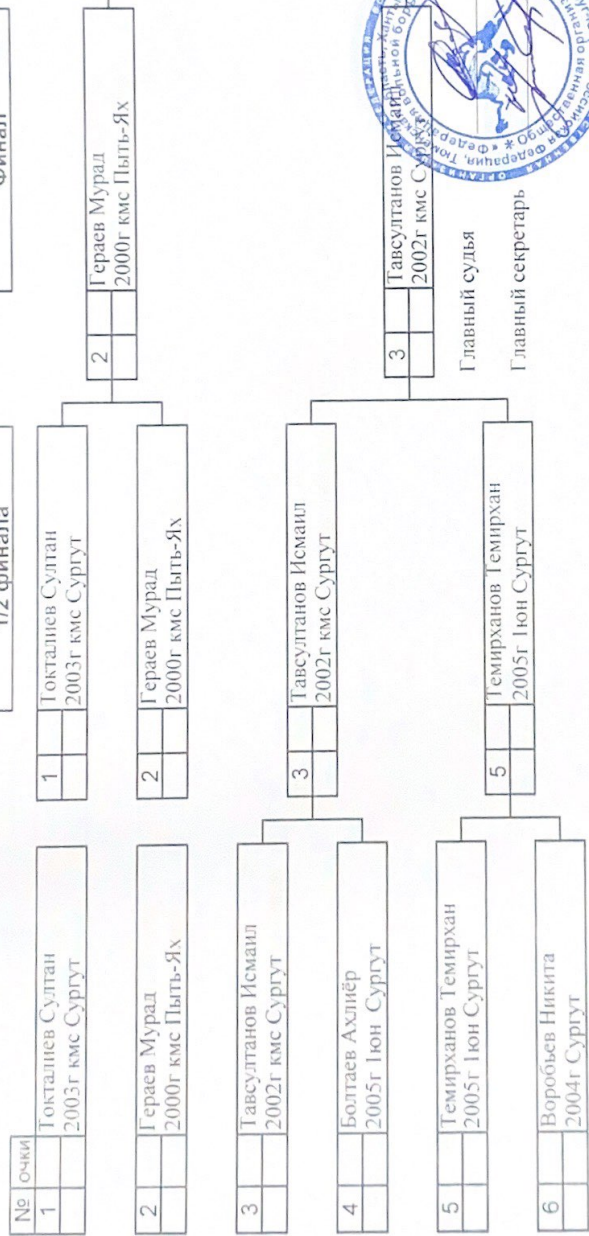 1/2 финала
финал
№ очки
1
Токталиев Султан
2003г кмс Сургут
2
Гераев Мурад
2000г кмс Пыть-Ях
3
Тавсултанов Исмаил
2002г кмс Сургут
4
Болтаев Ахлиёр
2005г 1юн Сургут
5
Темирханов Темирхан
2005г 1юн Сургут
6
Воробьев Никита
2004г Сургут
1
Токталиев Султан
2003г кмс Сургут
2
Гераев Мурад
2000г кмс Пыть-Ях
3
Тавсултанов Исмаил
2002г кмс Сургут
5
Темирханов Темирхан
2005г 1юн Сургут
2
Гераев Мурад
2000г кмс Пыть-Ях
3
Тавсултанов Исмаил
2002г кмс Сургут
Главный судья
Главный секретарь